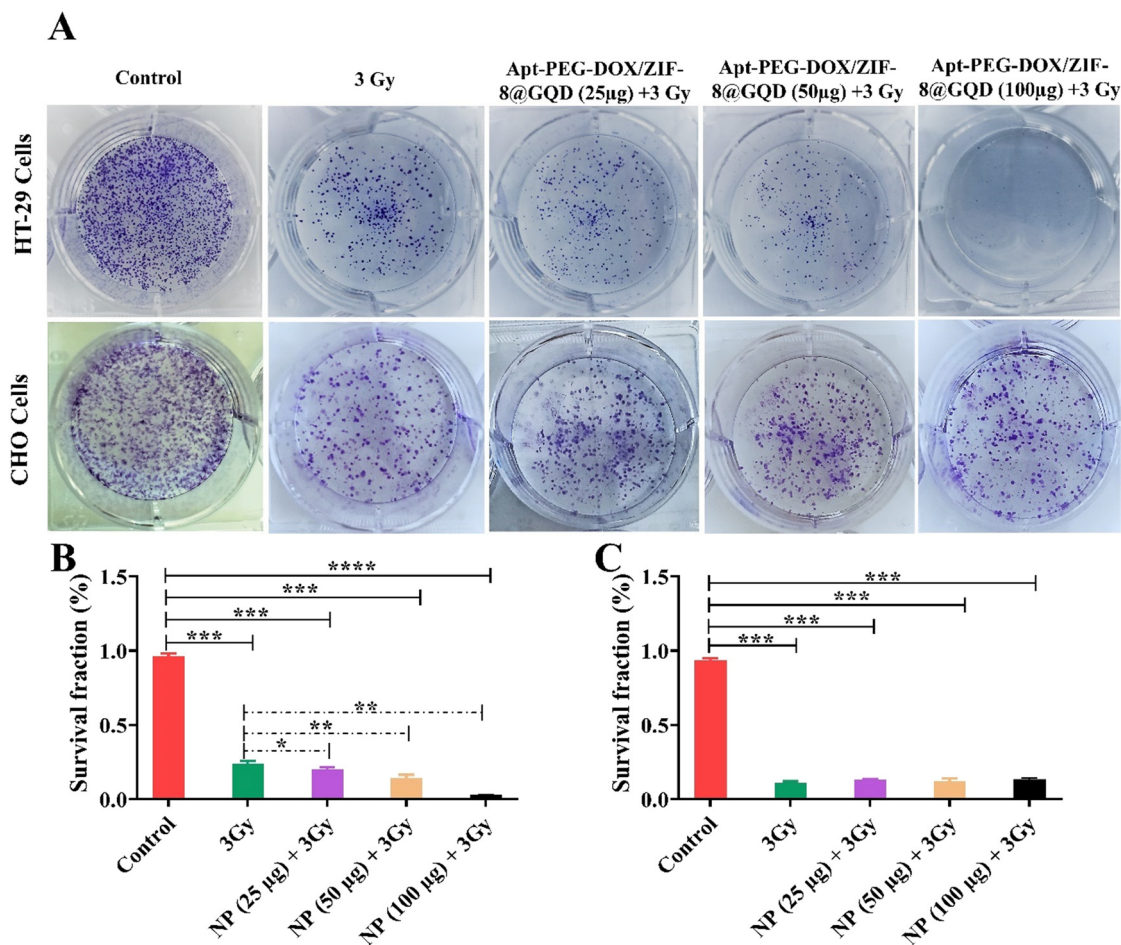 A
Control
3 Gy
Apt-PEG-DOX/ZIF-
8@GQD (25μg) +3 Gy
Apt-PEG-DOX/ZIF-
8@GQD (50μg) +3 Gy
Apt-PEG-DOX/ZIF-
8@GQD (100μg) +3 Gy
HT-29 Cells
CHO Cells
B
Survival fraction (%)
1.5
1.0
0.5
0.0
****
***
***
***
**
**
*
Control
3Gy
NP (25 μg) + 3Gy
NP (50 μg) + 3Gy
NP (100 μg) + 3Gy
C
Survival fraction (%)
1.5
1.0
0.5
0.0
***
***
***
***
Control
3Gy
NP (25 μg) + 3Gy
NP (50 μg) + 3Gy
NP (100 μg) + 3Gy